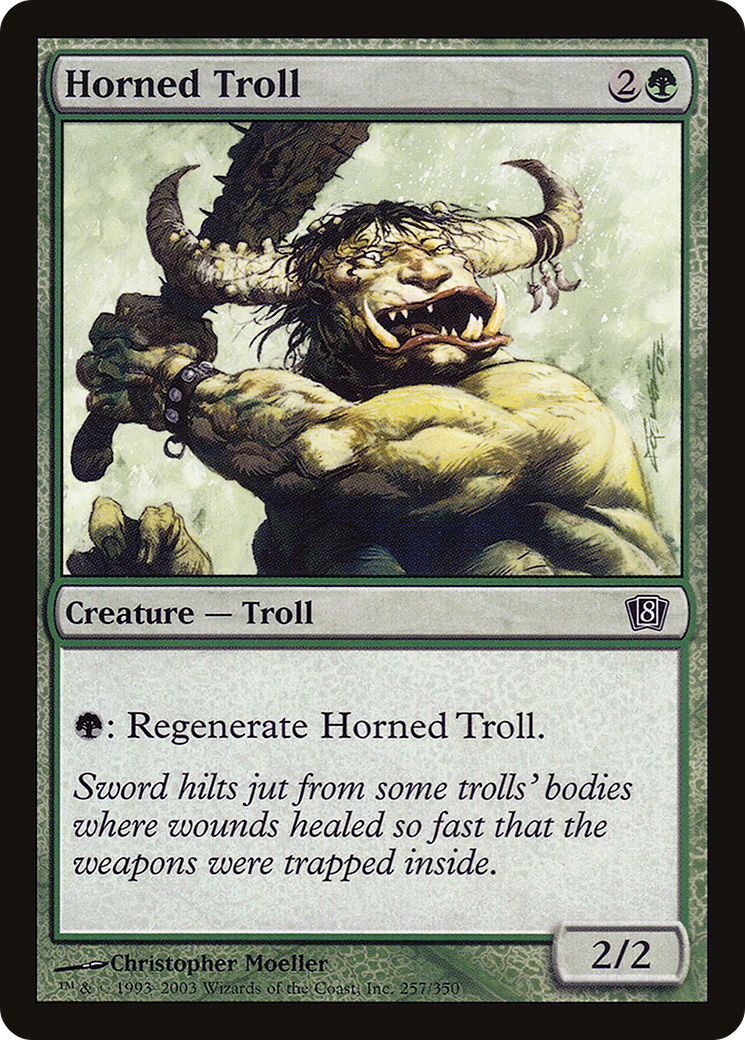 Horned Troll 2
Creature — Troll 8
: Regenerate Horned Troll.
Sword hilts jut from some trolls' bodies
where wounds healed so fast that the
weapons were trapped inside.
2/2
Christopher Moeller
™ & © 1993–2003 Wizards of the Coast, Inc. 257/350